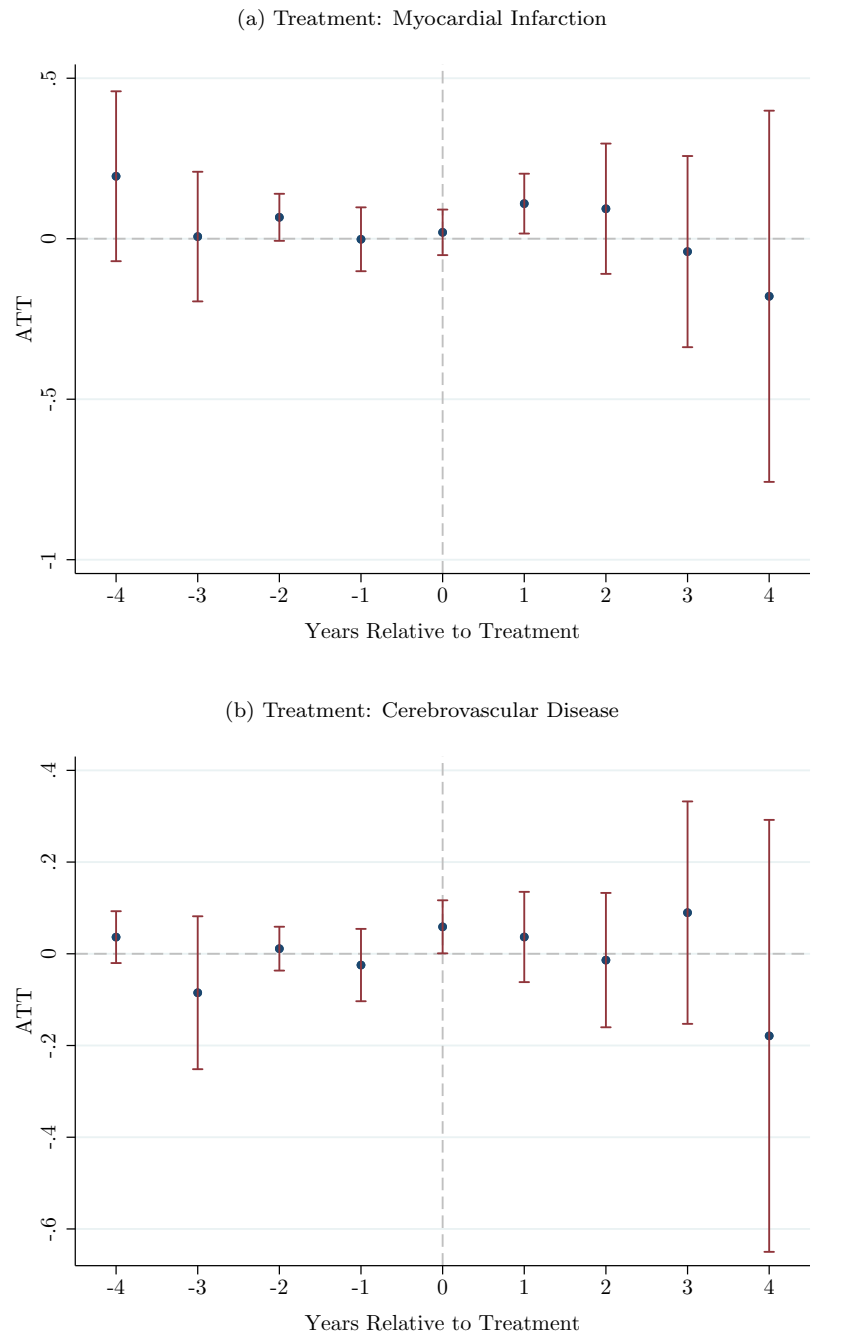 (a) Treatment: Myocardial Infarction
.5
0
-.5
-1
ATT
-4 -3 -2 -1 0 1 2 3 4
Years Relative to Treatment
(b) Treatment: Cerebrovascular Disease
.4
.2
0
-.2
-.4
-.6
ATT
-4 -3 -2 -1 0 1 2 3 4
Years Relative to Treatment